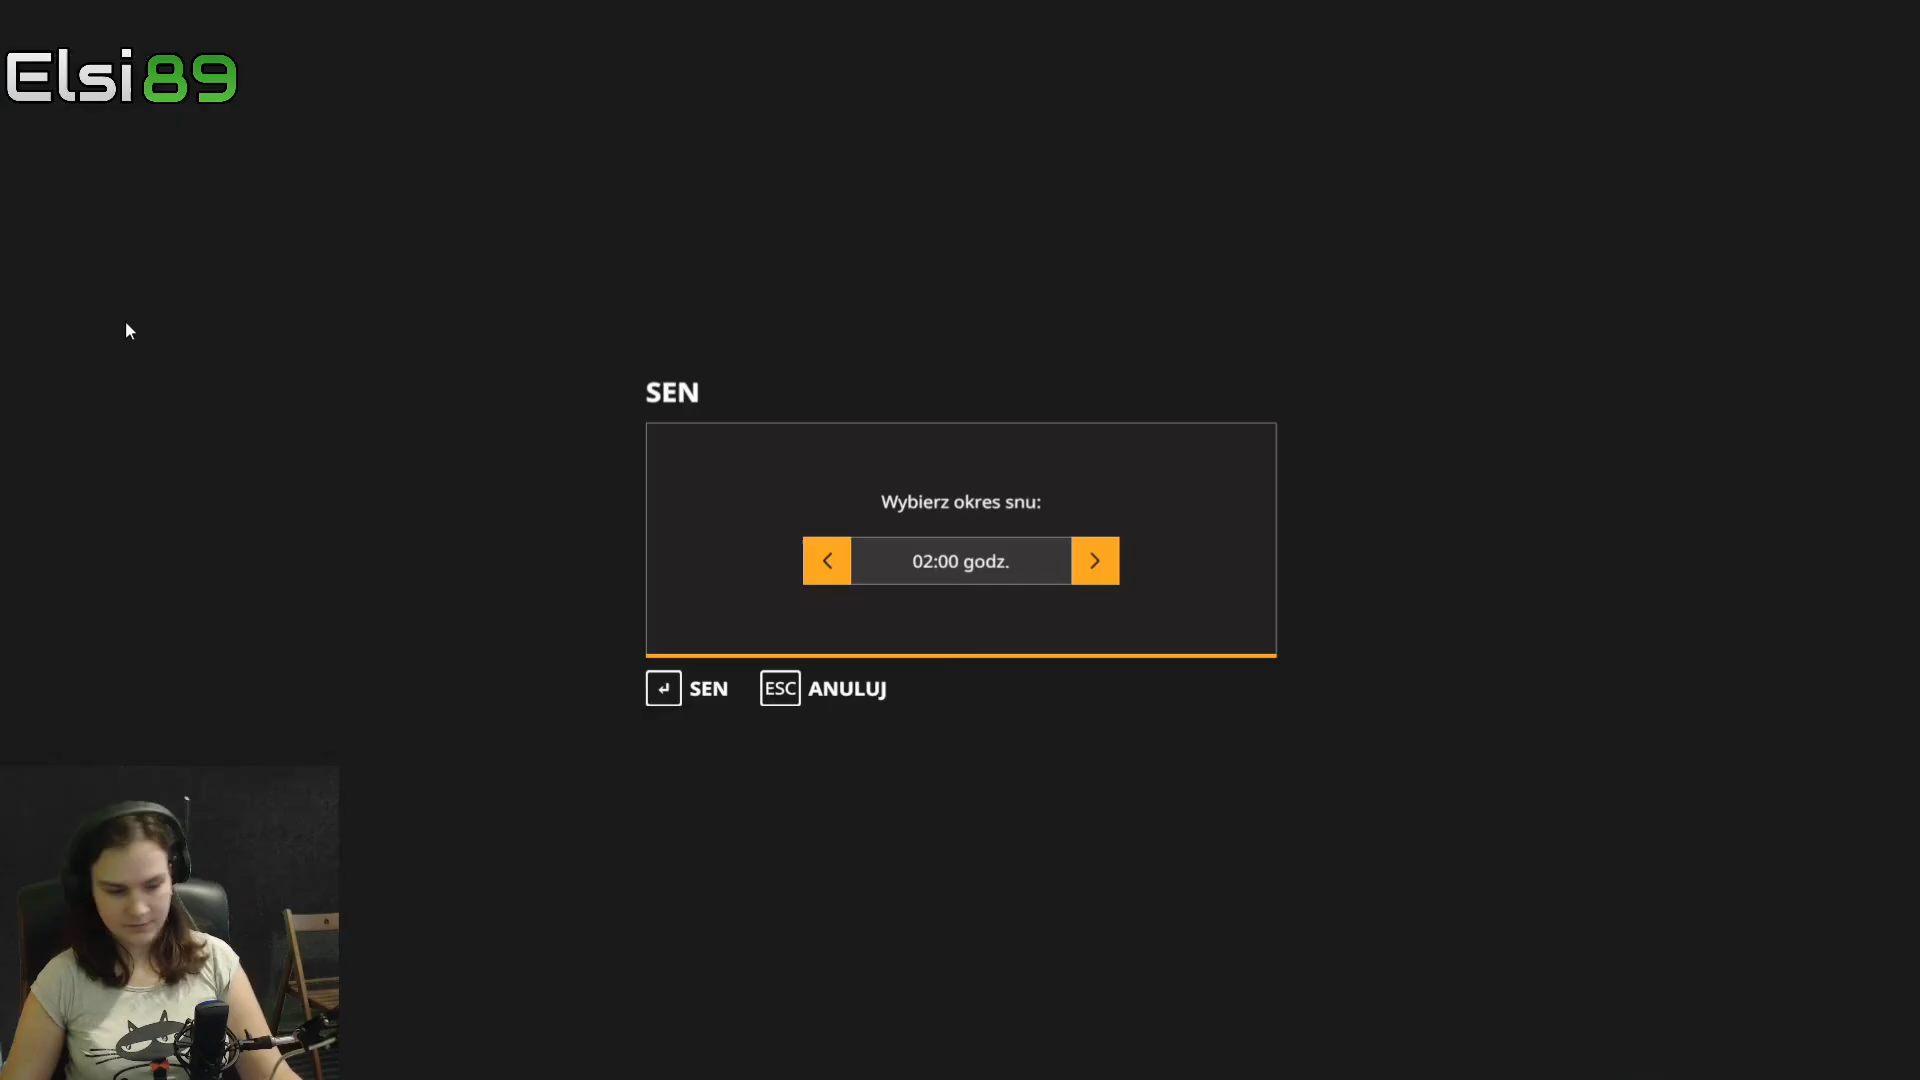 Elsi89
SEN
Wybierz okres snu:
02:00 godz.
↵ SEN ESC ANULUJ